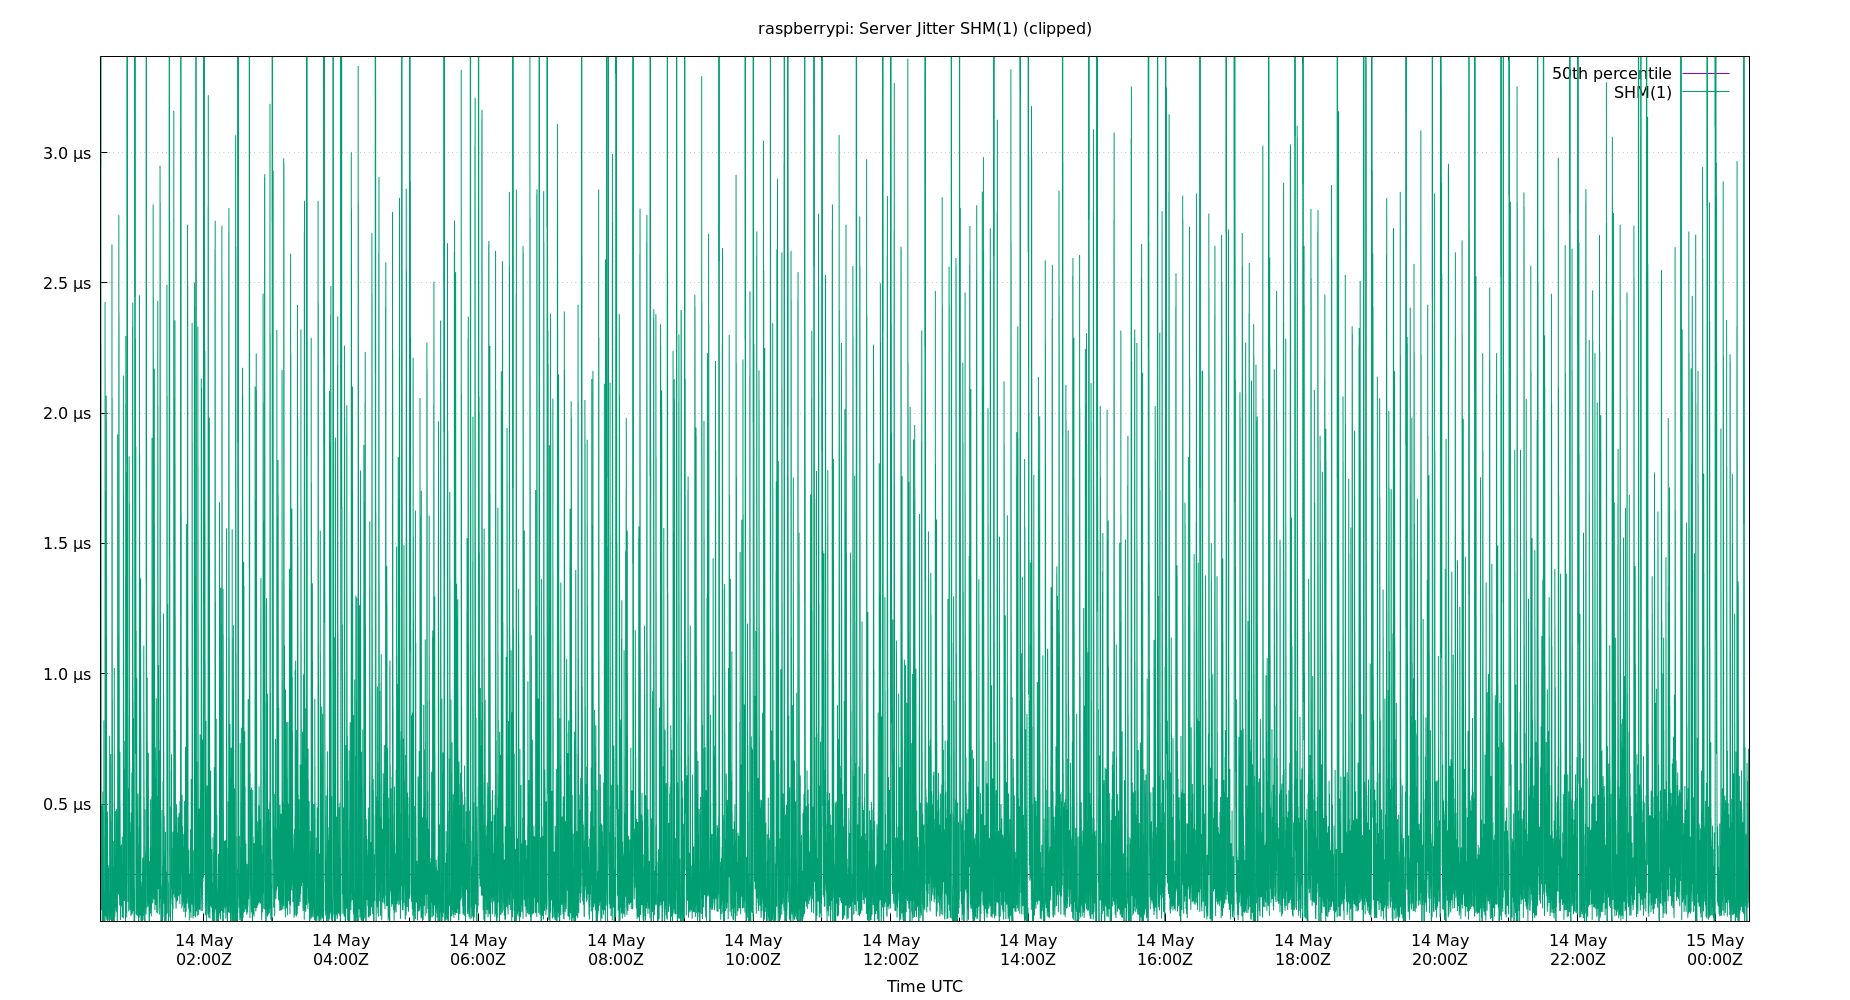 raspberrypi: Server Jitter SHM(1) (clipped)
50th percentile
SHM(1)
3.0 µs
2.5 µs
2.0 µs
1.5 µs
1.0 µs
0.5 µs
14 May 14 May 14 May 14 May 14 May 14 May 14 May 14 May 14 May 14 May 14 May 15 May
02:00Z 04:00Z 06:00Z 08:00Z 10:00Z 12:00Z 14:00Z 16:00Z 18:00Z 20:00Z 22:00Z 00:00Z
Time UTC